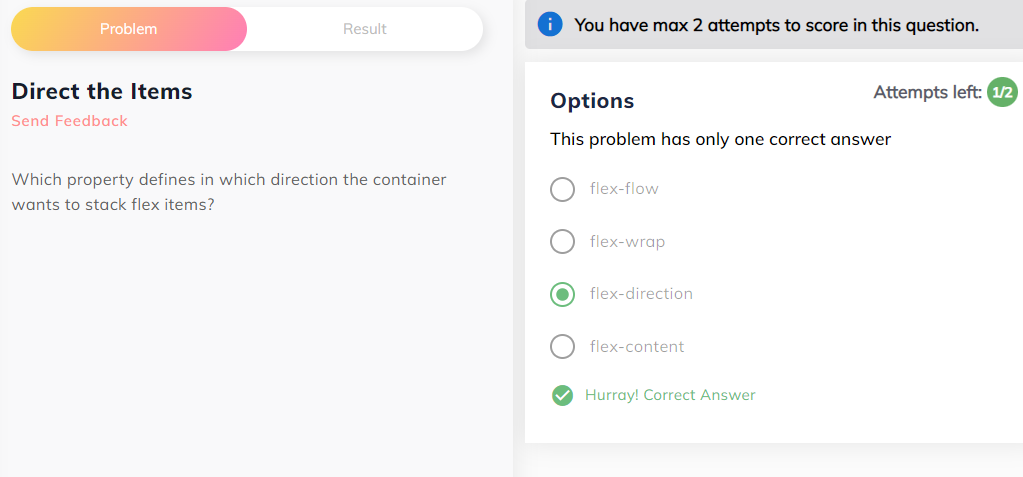 Problem
Result
Direct the Items
Send Feedback
Which property defines in which direction the container
wants to stack flex items?
You have max 2 attempts to score in this question.
Attempts left: 1/2
Options
This problem has only one correct answer
flex-flow
flex-wrap
flex-direction
flex-content
Hurray! Correct Answer